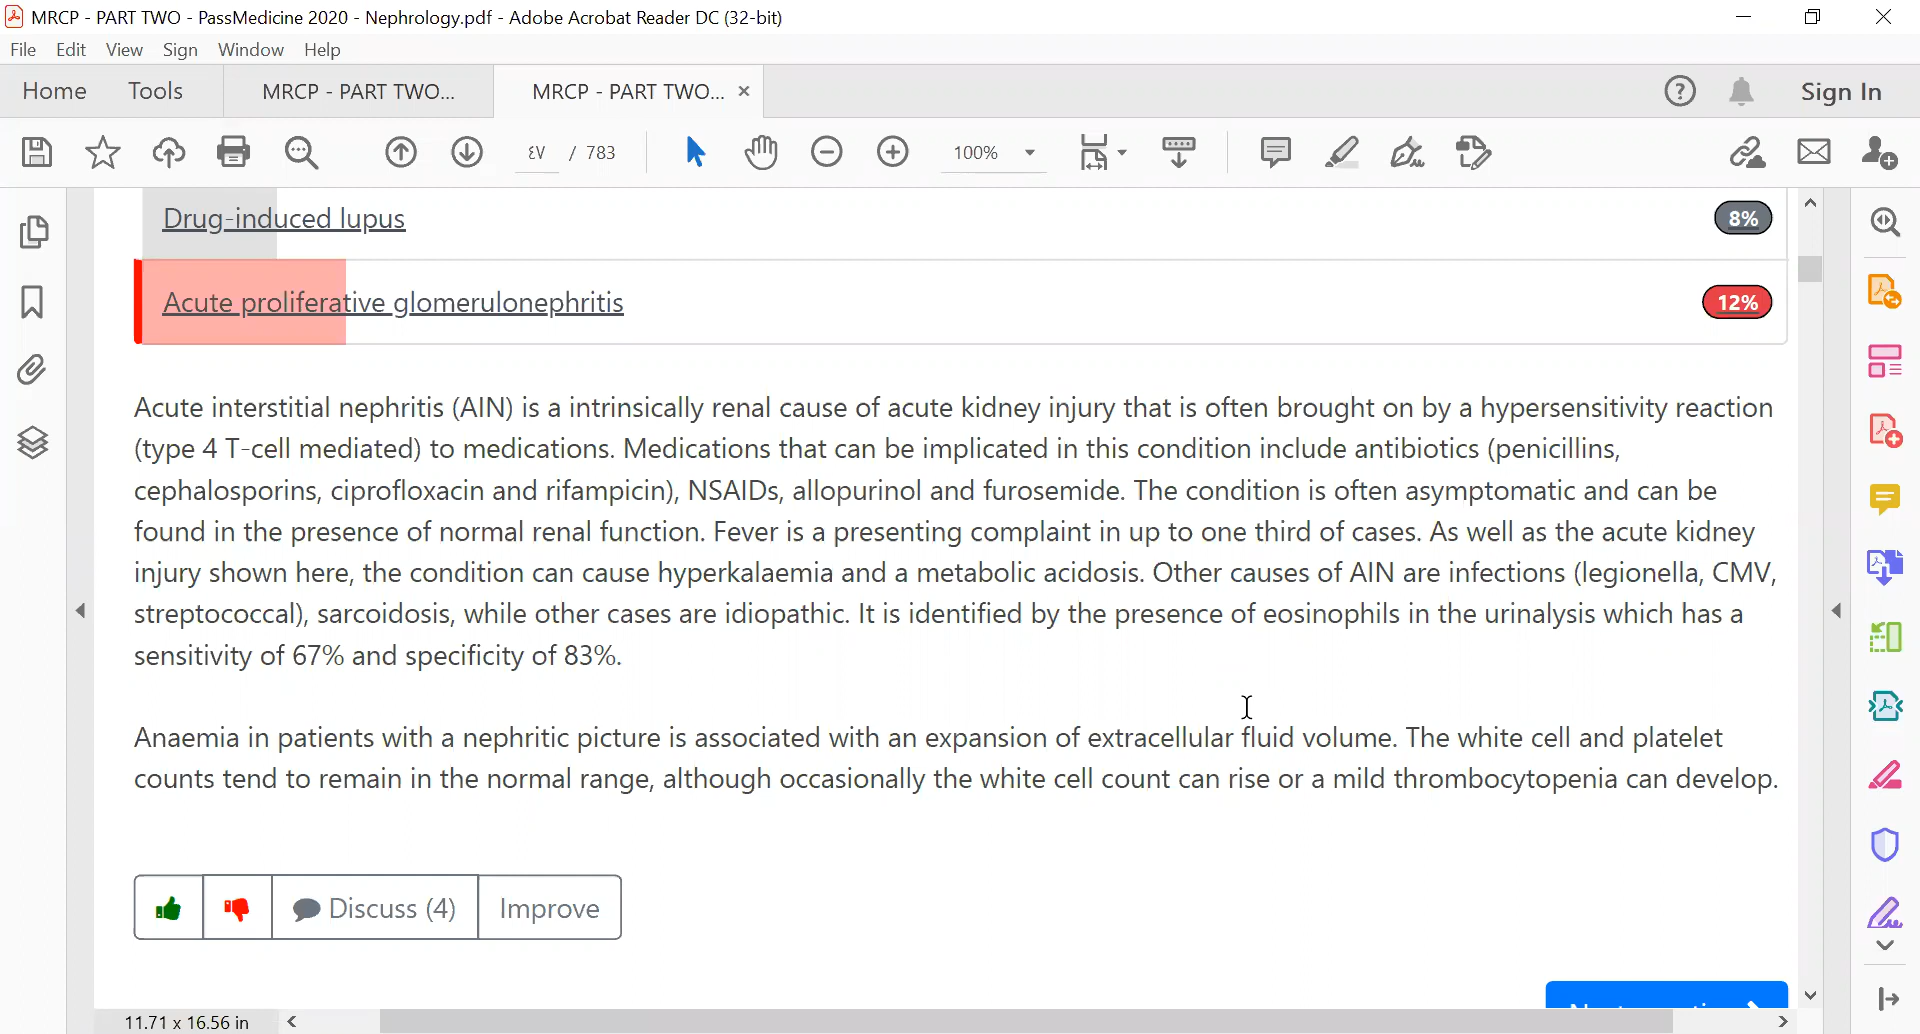 MRCP - PART TWO - PassMedicine 2020 - Nephrology.pdf - Adobe Acrobat Reader DC (32-bit)
File Edit View Sign Window Help
Home Tools MRCP - PART TWO... MRCP - PART TWO... × Sign In
٤٧ / 783 100%
Drug-induced lupus 8%
Acute proliferative glomerulonephritis 12%
Acute interstitial nephritis (AIN) is a intrinsically renal cause of acute kidney injury that is often brought on by a hypersensitivity reaction
(type 4 T-cell mediated) to medications. Medications that can be implicated in this condition include antibiotics (penicillins,
cephalosporins, ciprofloxacin and rifampicin), NSAIDs, allopurinol and furosemide. The condition is often asymptomatic and can be
found in the presence of normal renal function. Fever is a presenting complaint in up to one third of cases. As well as the acute kidney
injury shown here, the condition can cause hyperkalaemia and a metabolic acidosis. Other causes of AIN are infections (legionella, CMV,
streptococcal), sarcoidosis, while other cases are idiopathic. It is identified by the presence of eosinophils in the urinalysis which has a
sensitivity of 67% and specificity of 83%.
Anaemia in patients with a nephritic picture is associated with an expansion of extracellular fluid volume. The white cell and platelet
counts tend to remain in the normal range, although occasionally the white cell count can rise or a mild thrombocytopenia can develop.
Discuss (4) Improve
11.71 x 16.56 in